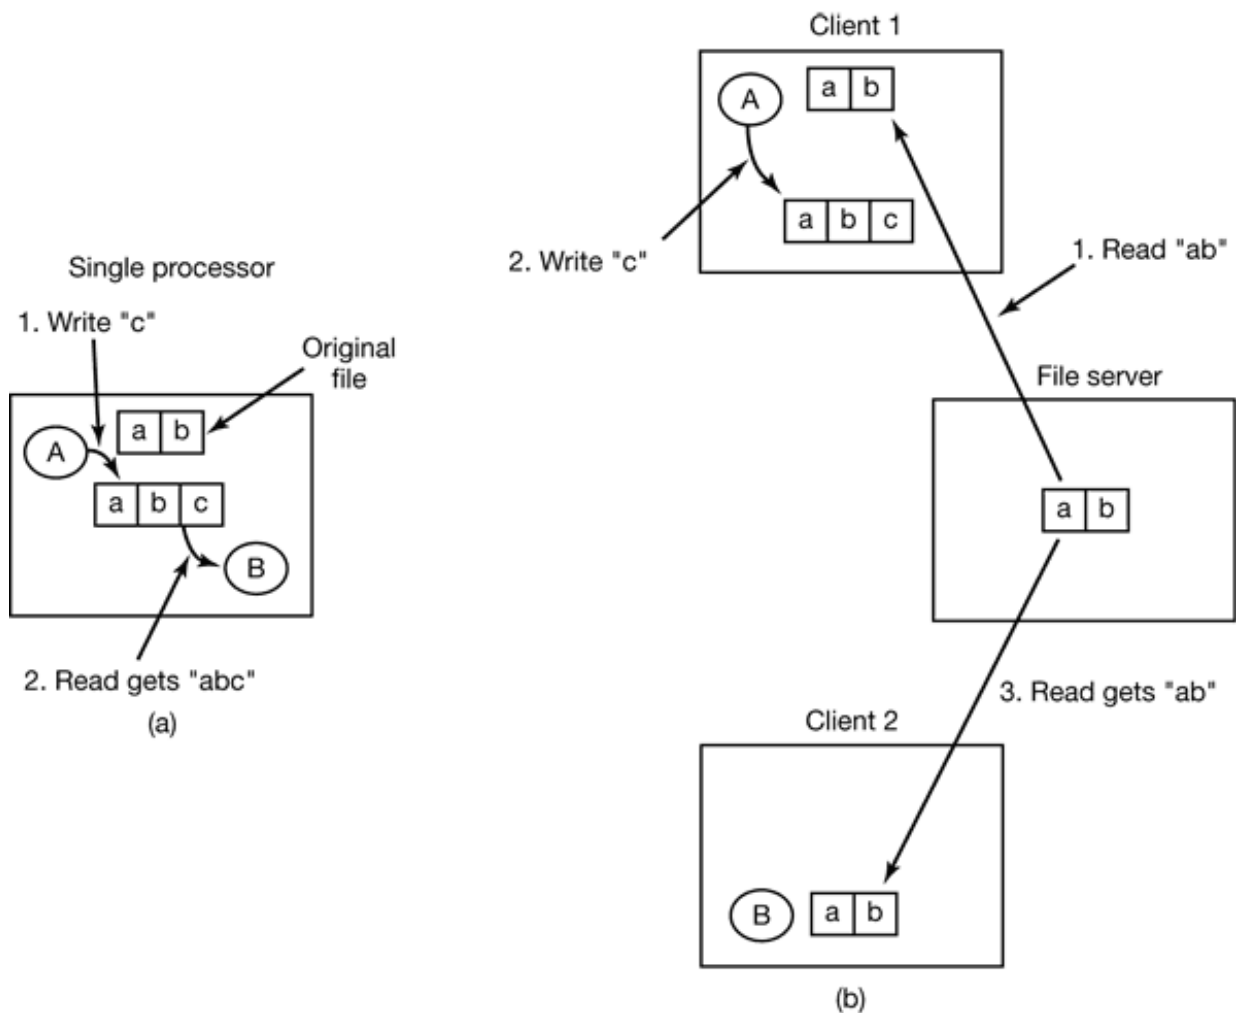 Single processor
1. Write "c"
Original
file
A
a b
a b c
B
2. Read gets "abc"
(a)
Client 1
A
a b
a b c
2. Write "c"
1. Read "ab"
File server
a b
3. Read gets "ab"
Client 2
B
a b
(b)